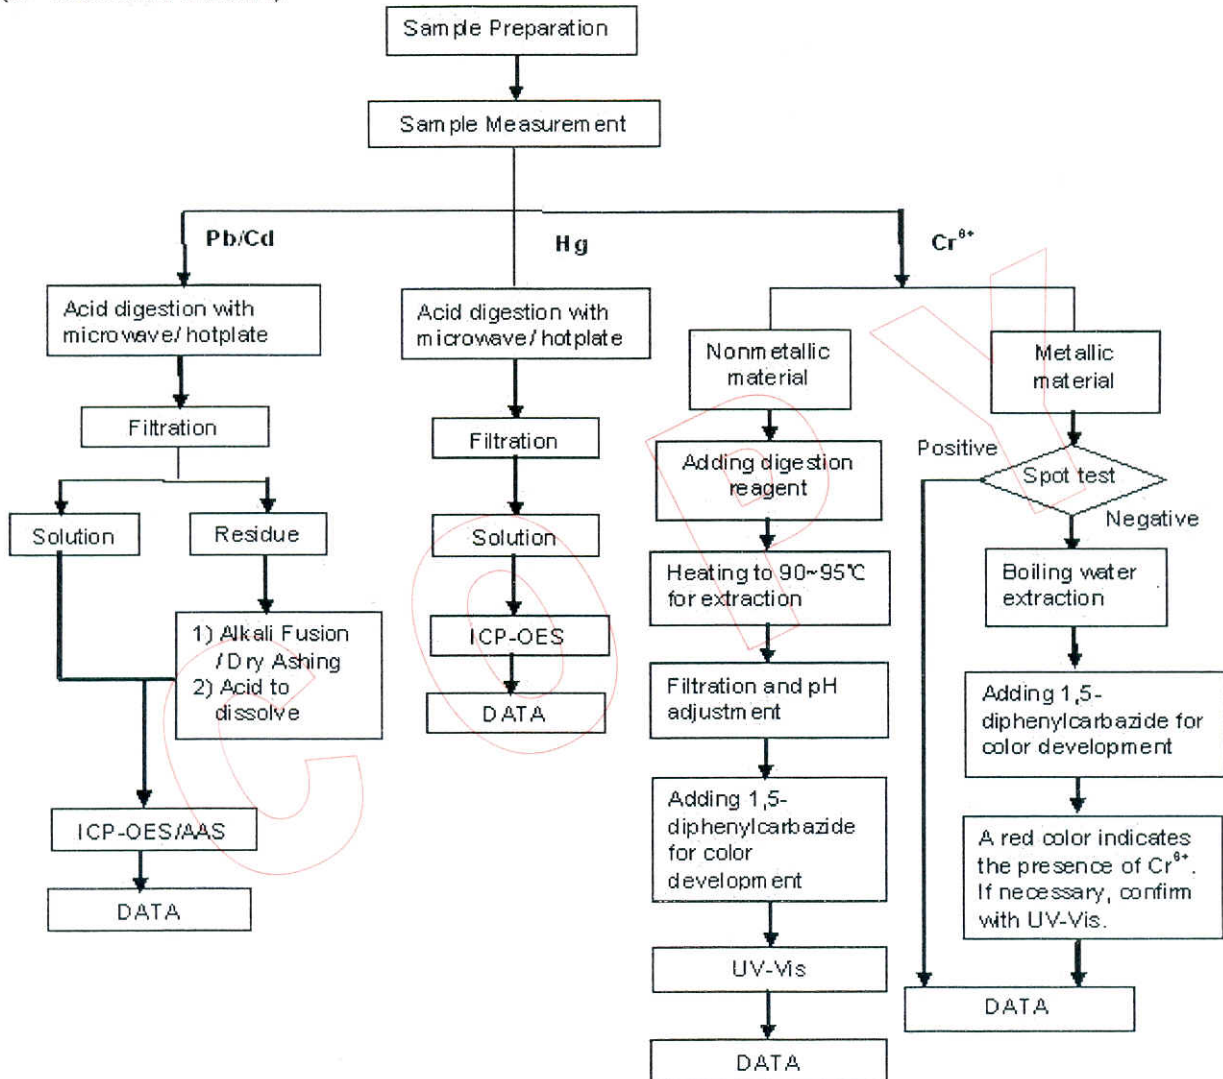 Sample Preparation
Sample Measurement
Pb/Cd
Hg
Cr⁶⁺
Acid digestion with
microwave/ hotplate
Filtration
Solution
Residue
1) Alkali Fusion
/Dry Ashing
2) Acid to
dissolve
ICP-OES/AAS
DATA
Acid digestion with
microwave/ hotplate
Filtration
Solution
ICP-OES
DATA
Nonmetallic
material
Adding digestion
reagent
Heating to 90~95℃
for extraction
Filtration and pH
adjustment
Adding 1,5-
diphenylcarbazide
for color
development
UV-Vis
DATA
Metallic
material
Positive
Spot test
Negative
Boiling water
extraction
Adding 1,5-
diphenylcarbazide for
color development
A red color indicates
the presence of Cr⁶⁺.
If necessary, confirm
with UV-Vis.
DATA
COPY